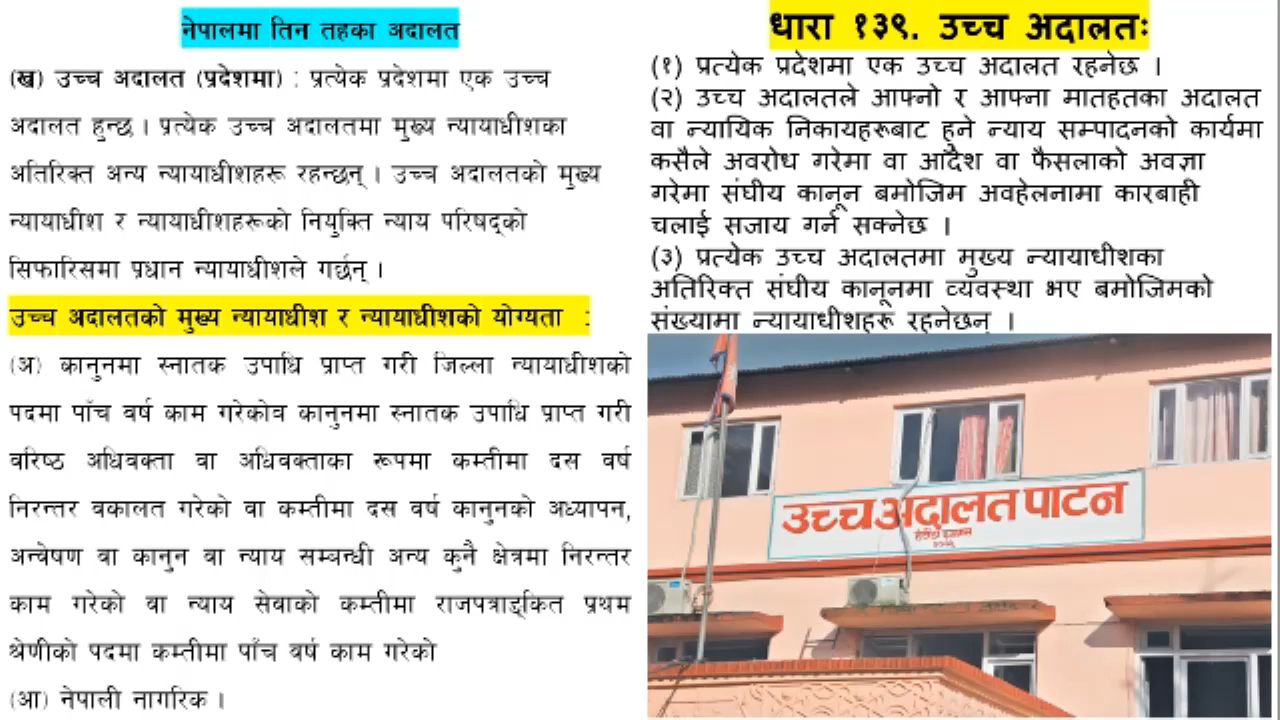 नेपालमा तिन तहका अदालत
(ख) उच्च अदालत (प्रदेशमा) : प्रत्येक प्रदेशमा एक उच्च
अदालत हुन्छ । प्रत्येक उच्च अदालतमा मुख्य न्यायाधीशका
अतिरिक्त अन्य न्यायाधीशहरू रहन्छन् । उच्च अदालतको मुख्य
न्यायाधीश र न्यायाधीशहरूको नियुक्ति न्याय परिषद्को
सिफारिसमा प्रधान न्यायाधीशले गर्छन् ।
उच्च अदालतको मुख्य न्यायाधीश र न्यायाधीशको योग्यता :
(अ) कानुनमा स्नातक उपाधि प्राप्त गरी जिल्ला न्यायाधीशको
पदमा पाँच वर्ष काम गरेकोव कानुनमा स्नातक उपाधि प्राप्त गरी
वरिष्ठ अधिवक्ता वा अधिवक्ताका रूपमा कम्तीमा दस वर्ष
निरन्तर वकालत गरेको वा कम्तीमा दस वर्ष कानुनको अध्यापन,
अन्वेषण वा कानुन वा न्याय सम्बन्धी अन्य कुनै क्षेत्रमा निरन्तर
काम गरेको वा न्याय सेवाको कम्तीमा राजपत्राङ्कित प्रथम
श्रेणीको पदमा कम्तीमा पाँच वर्ष काम गरेको
(आ) नेपाली नागरिक ।
धारा १३९. उच्च अदालतः
(१) प्रत्येक प्रदेशमा एक उच्च अदालत रहनेछ ।
(२) उच्च अदालतले आफ्नो र आफ्ना मातहतका अदालत
वा न्यायिक निकायहरूबाट हुने न्याय सम्पादनको कार्यमा
कसैले अवरोध गरेमा वा आदेश वा फैसलाको अवज्ञा
गरेमा संघीय कानून बमोजिम अवहेलनामा कारबाही
चलाई सजाय गर्न सक्नेछ ।
(३) प्रत्येक उच्च अदालतमा मुख्य न्यायाधीशका
अतिरिक्त संघीय कानूनमा व्यवस्था भए बमोजिमको
संख्यामा न्यायाधीशहरू रहनेछन् ।
उच्च अदालत पाटन